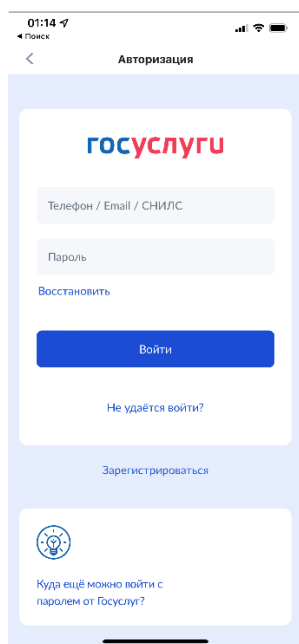 01:14
Поиск
Авторизация
госуслуги
Телефон / Email / СНИЛС
Пароль
Восстановить
Войти
Не удаётся войти?
Зарегистрироваться
Куда ещё можно войти с
паролем от Госуслуг?